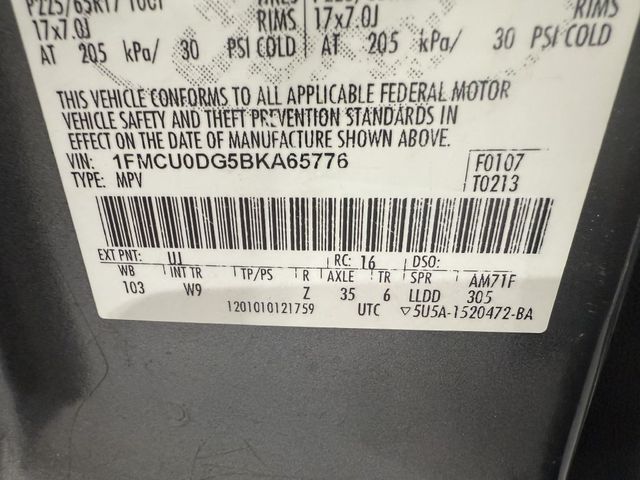 P225/65R17 100T
RIMS RIMS
17x7.0J 17x7.0J
AT 205 kPa/ 30 PSI COLD AT 205 kPa/ 30 PSI COLD
THIS VEHICLE CONFORMS TO ALL APPLICABLE FEDERAL MOTOR
VEHICLE SAFETY AND THEFT PREVENTION STANDARDS IN
EFFECT ON THE DATE OF MANUFACTURE SHOWN ABOVE.
VIN: 1FMCU0DG5BKA65776 F0107
TYPE: MPV T0213
EXT PNT: UJ RC: 16 DSO:
WB INT TR TP/PS R AXLE TR SPR AM71F
103 W9 Z 35 6 LLDD 305
1201010121759 UTC ▽5U5A-1520472-BA